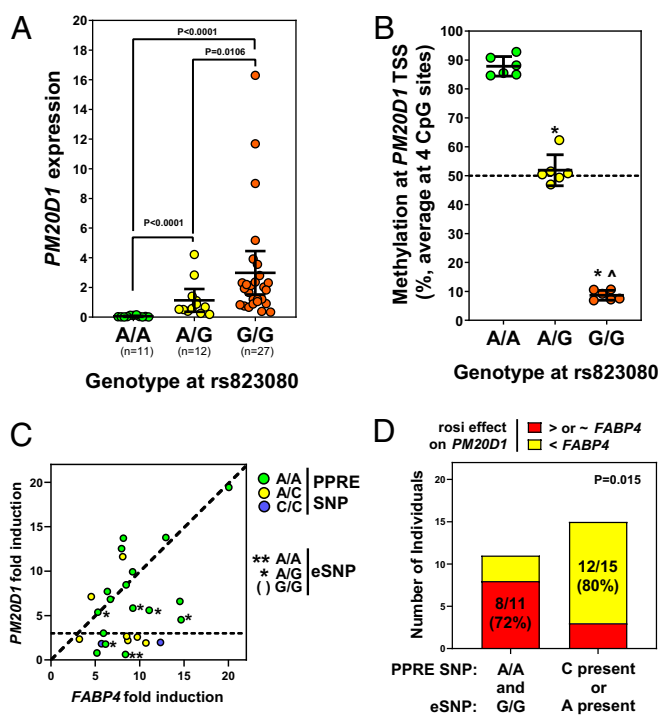 A
20
18
16
14
12
10
8
6
4
2
0
PM20D1 expression
P<0.0001
P=0.0106
P<0.0001
A/A A/G G/G
(n=11) (n=12) (n=27)
Genotype at rs823080
B
100
90
80
70
60
50
40
30
20
10
0
Methylation at PM20D1 TSS
(%, average at 4 CpG sites)
*
* ^
A/A A/G G/G
Genotype at rs823080
C
20
15
10
5
0
PM20D1 fold induction
*
*
*
*
*
**
0 5 10 15 20
FABP4 fold induction
A/A
A/C
C/C
PPRE
SNP
** A/A
* A/G
( ) G/G
eSNP
D
rosi effect
on PM20D1
> or ~ FABP4
< FABP4
20
15
10
5
0
Number of Individuals
P=0.015
8/11
(72%)
12/15
(80%)
PPRE SNP: A/A C present
and or
eSNP: G/G A present